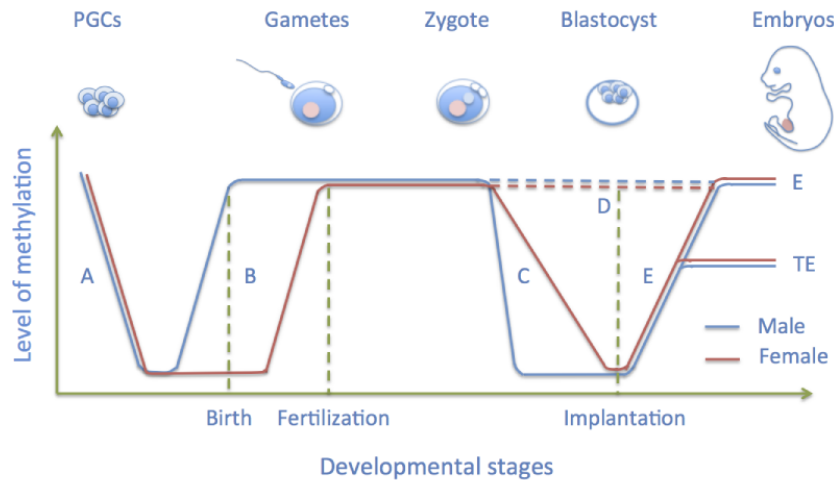 PGCs Gametes Zygote Blastocyst Embryos
Level of methylation
E
D
A B C E
TE
Male
Female
Birth Fertilization Implantation
Developmental stages